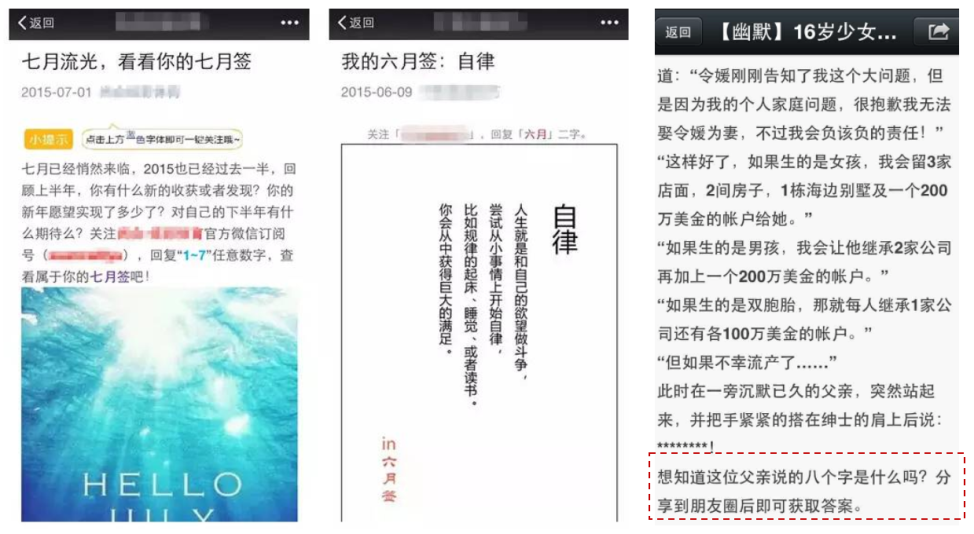 返回
七月流光，看看你的七月签
2015-07-01
小提示
点击上方蓝色字体即可一键关注哦~
七月已经悄然来临，2015也已经过去一半，回
顾上半年，你有什么新的收获或者发现？你的
新年愿望实现了多少了？对自己的下半年有什
么期待么？关注
官方微信订阅
号（
），回复“1~7”任意数字，查
看属于你的七月签吧！
HELLO
JULY
返回
我的六月签：自律
2015-06-09
关注「
」，回复「六月」二字。
自律
人生就是和自己的欲望做斗争，
尝试从小事情上开始自律，
比如规律的起床、睡觉、或者读书。
你会从中获得巨大的满足。
in
六
月
签
返回
【幽默】16岁少女...
道：“令媛刚刚告知了我这个大问题，但
是因为我的个人家庭问题，很抱歉我无法
娶令媛为妻，不过我会负该负的责任！”
“这样好了，如果生的是女孩，我会留3家
店面，2间房子，1栋海边别墅及一个200
万美金的帐户给她。”
“如果生的是男孩，我会让他继承2家公司
再加上一个200万美金的帐户。”
“如果生的是双胞胎，那就每人继承1家公
司还有各100万美金的帐户。”
“但如果不幸流产了......”
此时在一旁沉默已久的父亲，突然站起
来，并把手紧紧的搭在绅士的肩上后说：
********！
想知道这位父亲说的八个字是什么吗？分
享到朋友圈后即可获取答案。